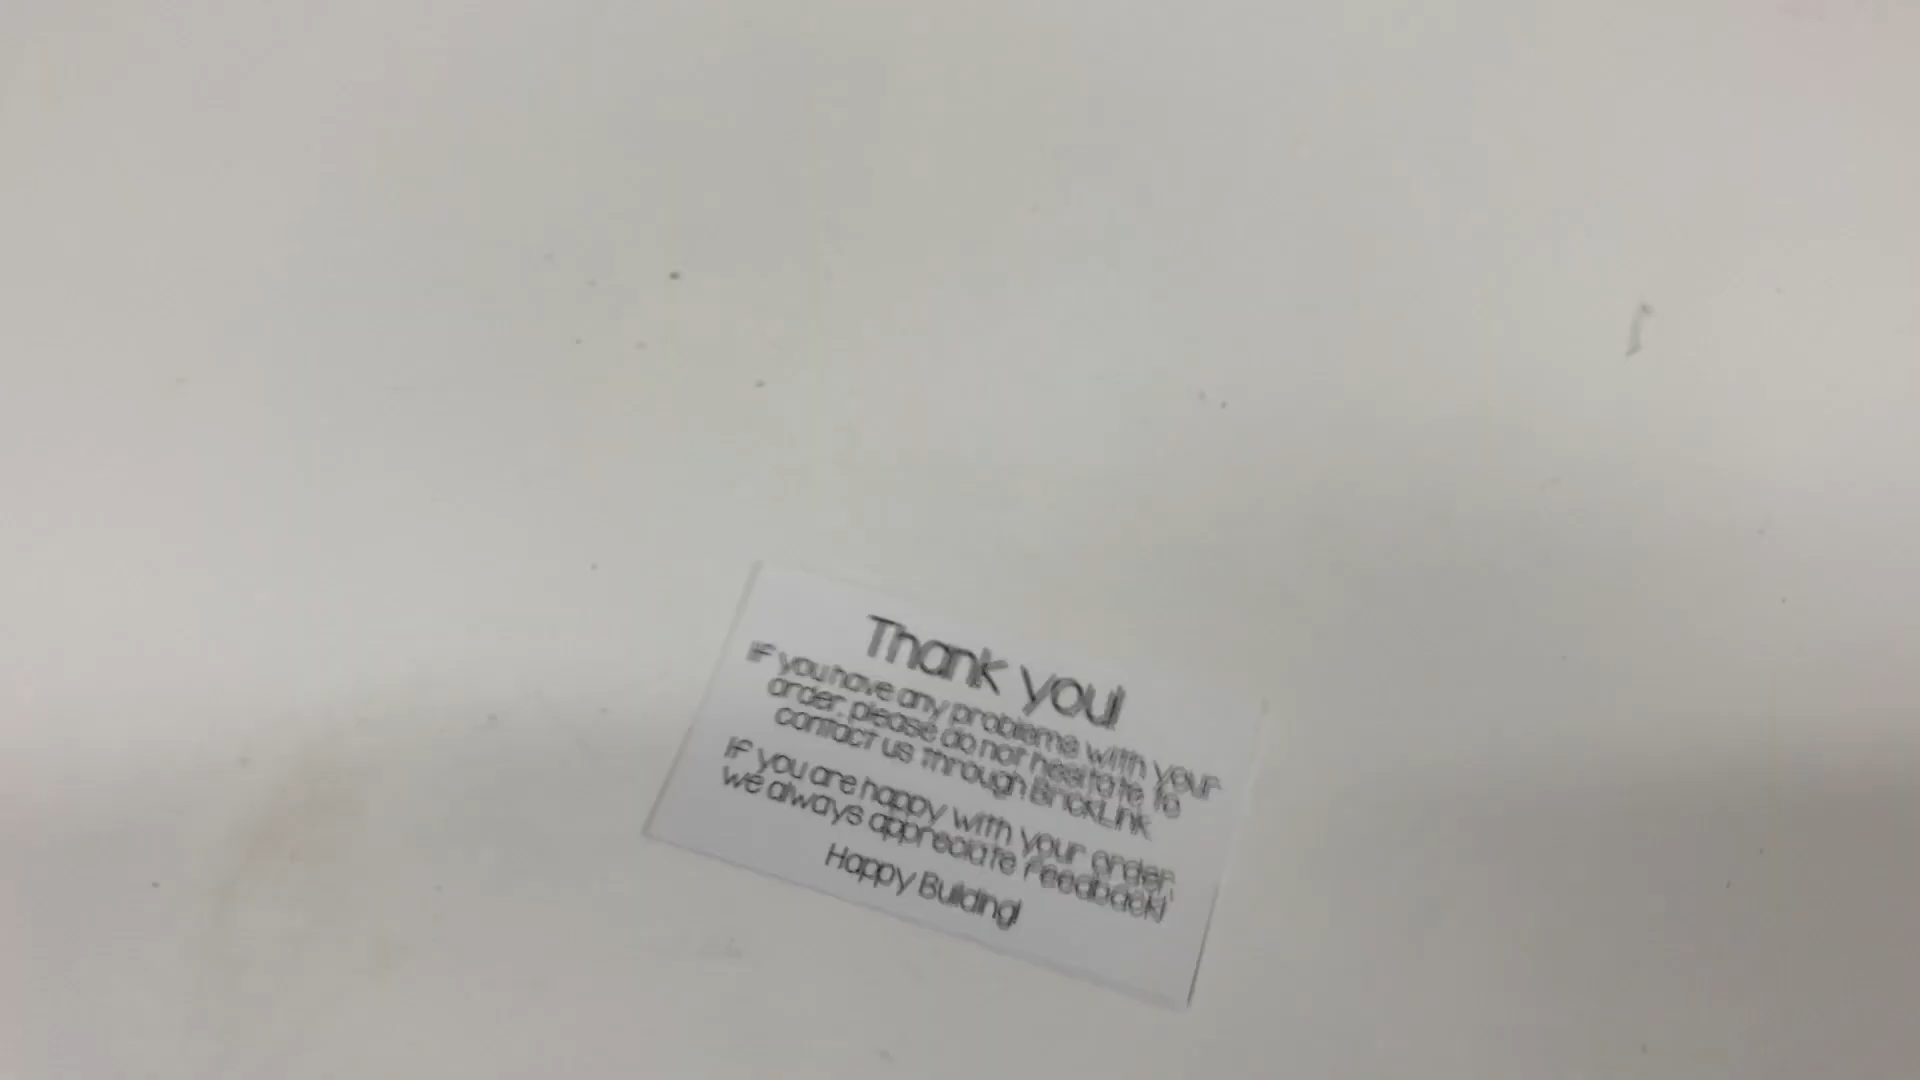 Thank you!
If you have any problems with your
order, please do not hesitate to
contact us through BrickLink
If you are happy with your order,
we always appreciate feedback!
Happy Building!